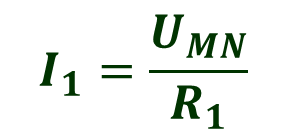 I₁ = U_MN / R₁